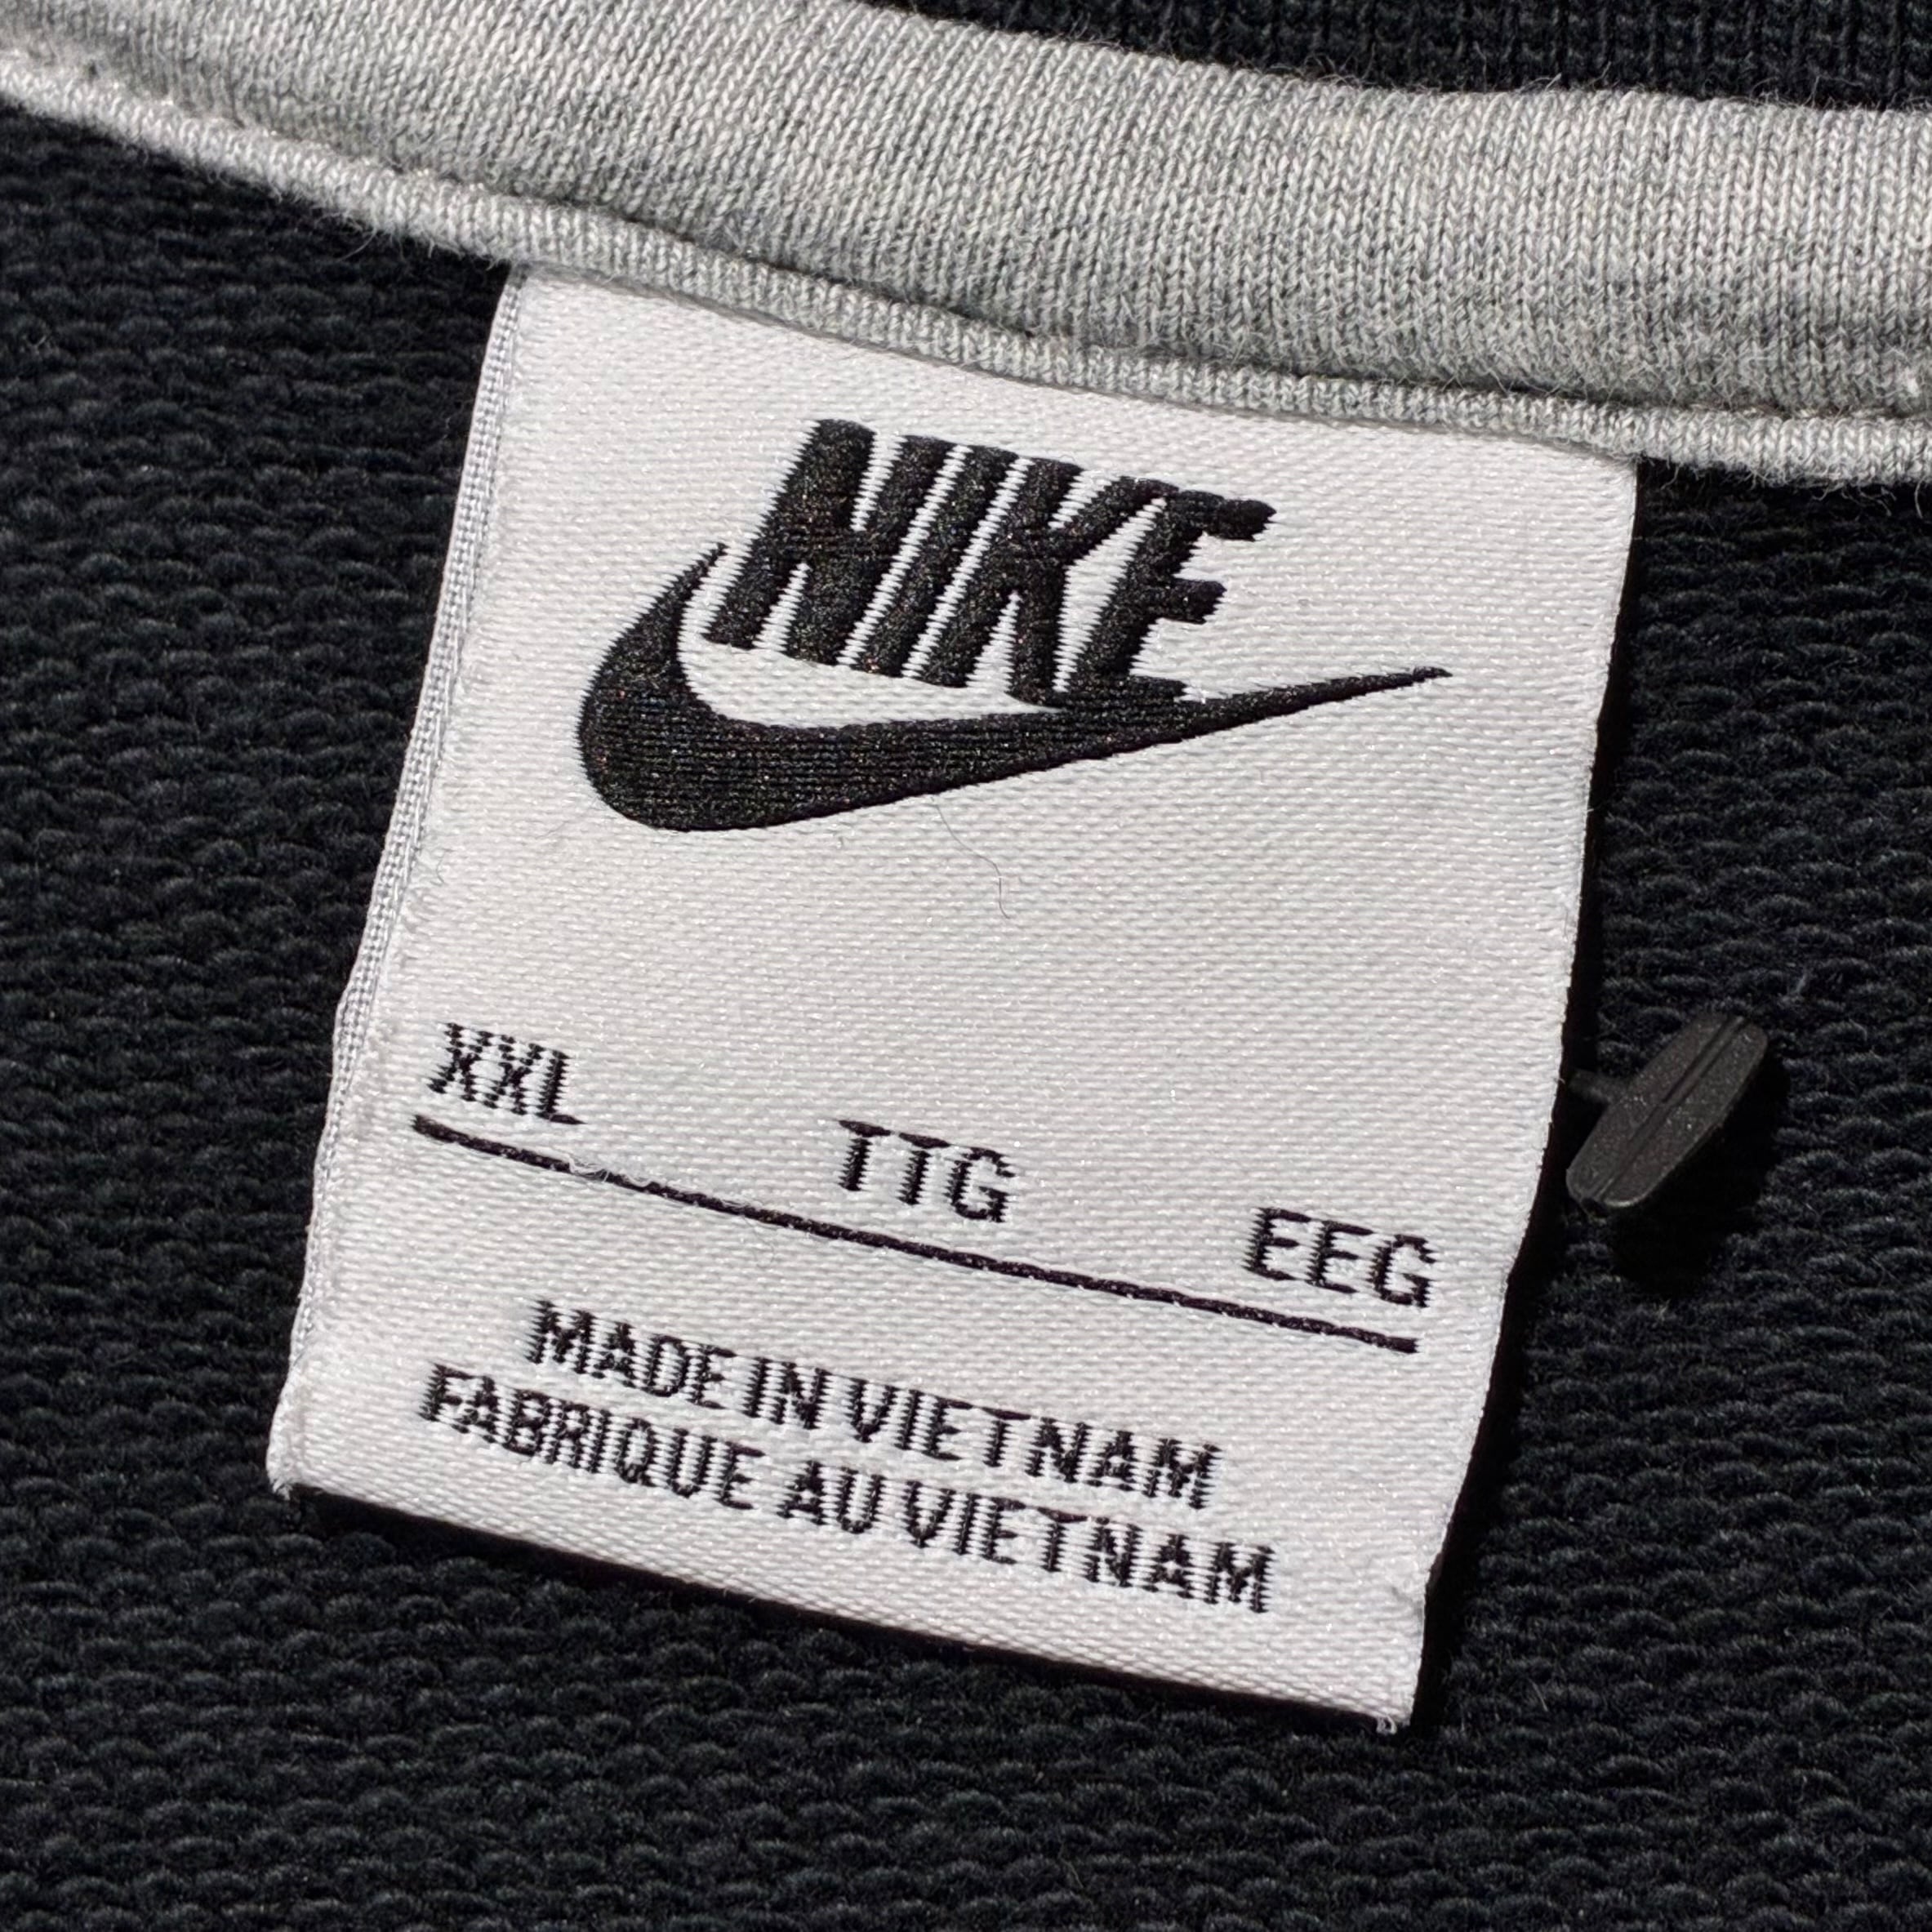 NIKE
XXL TTG EEG
MADE IN VIETNAM
FABRIQUE AU VIETNAM